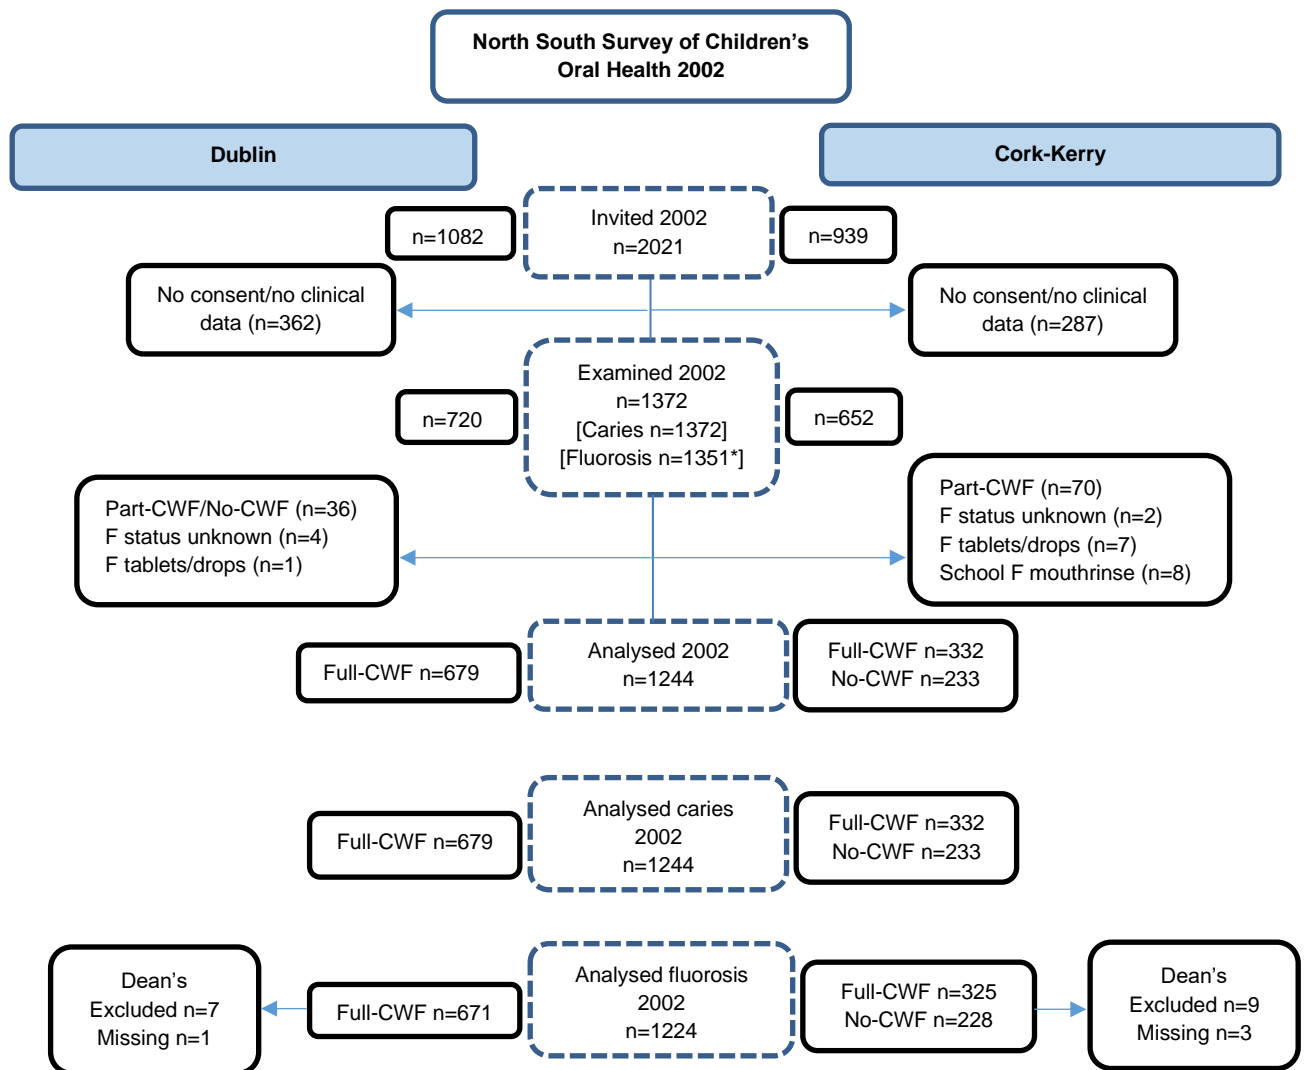 North South Survey of Children's
Oral Health 2002
Dublin
Cork-Kerry
Invited 2002
n=2021
n=1082
n=939
No consent/no clinical
data (n=362)
No consent/no clinical
data (n=287)
Examined 2002
n=1372
[Caries n=1372]
[Fluorosis n=1351*]
n=720
n=652
Part-CWF/No-CWF (n=36)
F status unknown (n=4)
F tablets/drops (n=1)
Part-CWF (n=70)
F status unknown (n=2)
F tablets/drops (n=7)
School F mouthrinse (n=8)
Full-CWF n=679
Analysed 2002
n=1244
Full-CWF n=332
No-CWF n=233
Full-CWF n=679
Analysed caries
2002
n=1244
Full-CWF n=332
No-CWF n=233
Dean's
Excluded n=7
Missing n=1
Full-CWF n=671
Analysed fluorosis
2002
n=1224
Full-CWF n=325
No-CWF n=228
Dean's
Excluded n=9
Missing n=3